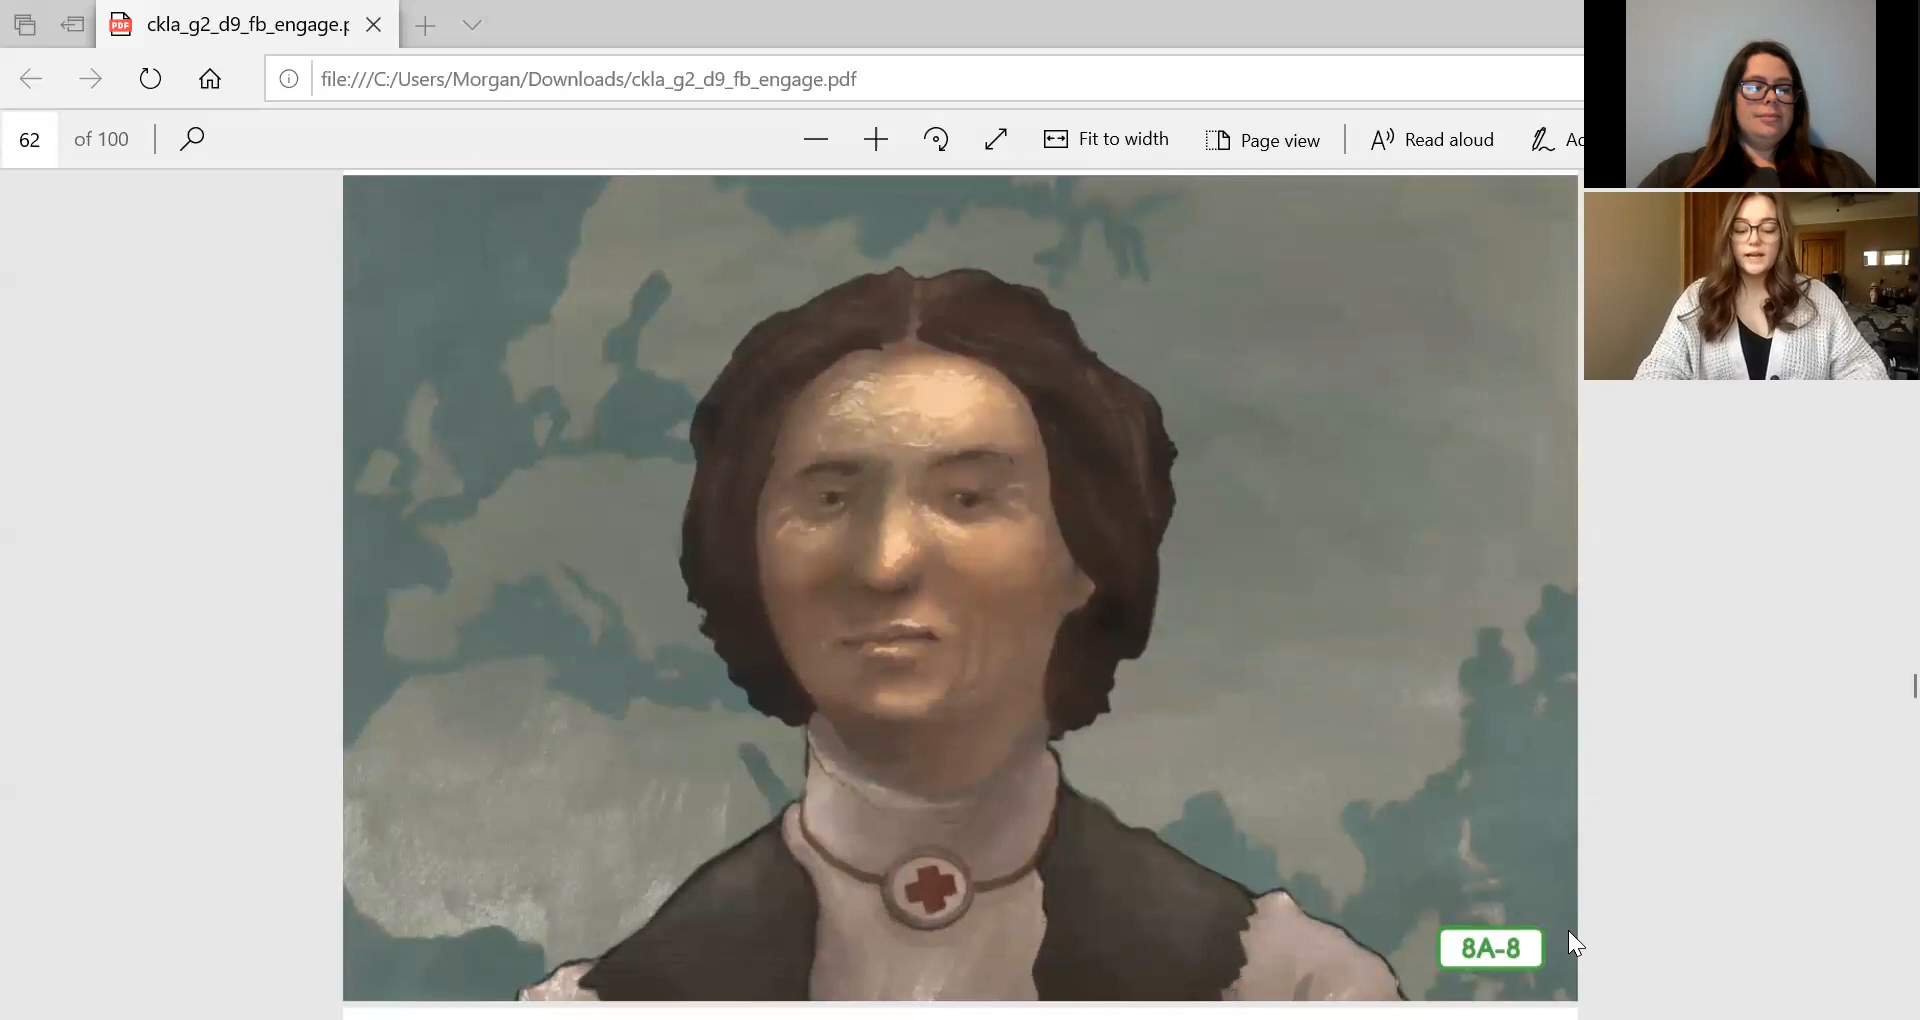 ckla_g2_d9_fb_engage.p
file:///C:/Users/Morgan/Downloads/ckla_g2_d9_fb_engage.pdf
62 of 100 Fit to width Page view Read aloud
8A-8